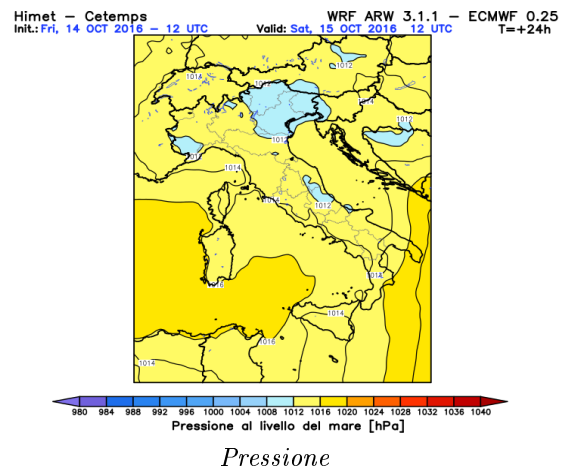 Himet – Cetemps WRF ARW 3.1.1 – ECMWF 0.25
Init.: Fri, 14 OCT 2016 – 12 UTC Valid: Sat, 15 OCT 2016 12 UTC T=+24h
1012
1014
1014
1012
1012
1014
1014
1012
1014
1016
1014
1016
1014
980 984 988 992 996 1000 1004 1008 1012 1016 1020 1024 1028 1032 1036 1040
Pressione al livello del mare [hPa]
Pressione